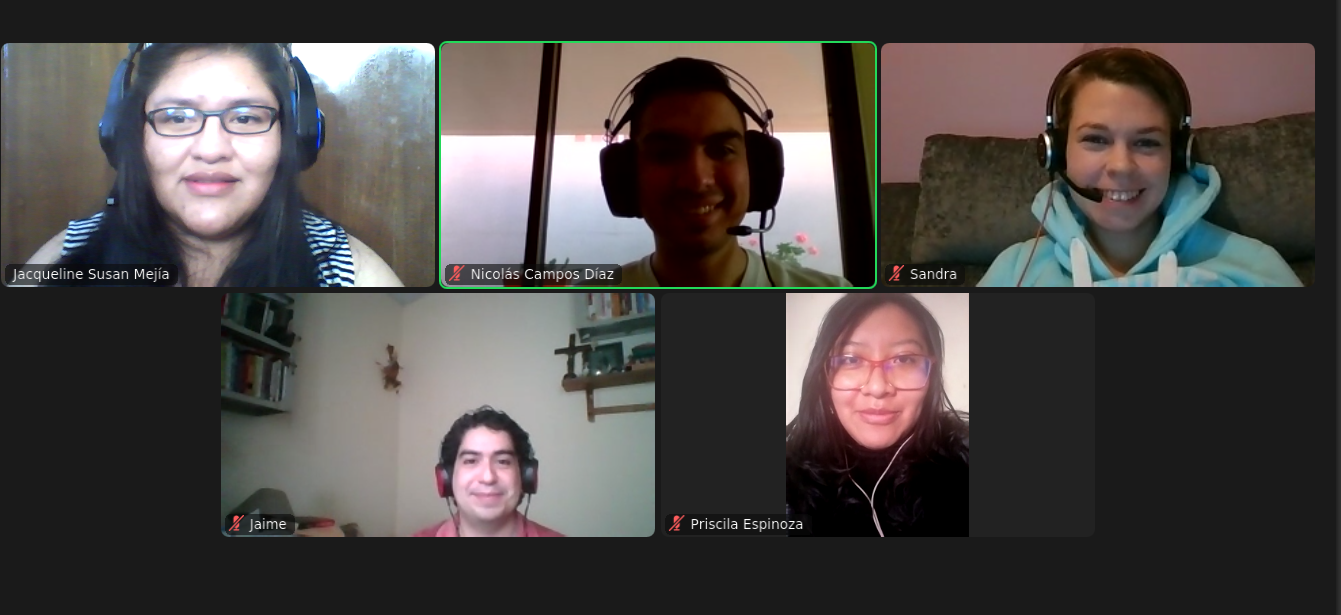 Jacqueline Susan Mejía
Nicolás Campos Díaz
Sandra
Jaime
Priscila Espinoza